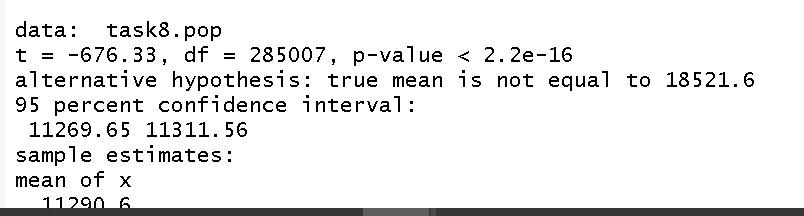 data:  task8.pop
t = -676.33, df = 285007, p-value < 2.2e-16
alternative hypothesis: true mean is not equal to 18521.6
95 percent confidence interval:
 11269.65 11311.56
sample estimates:
mean of x
  11290.6